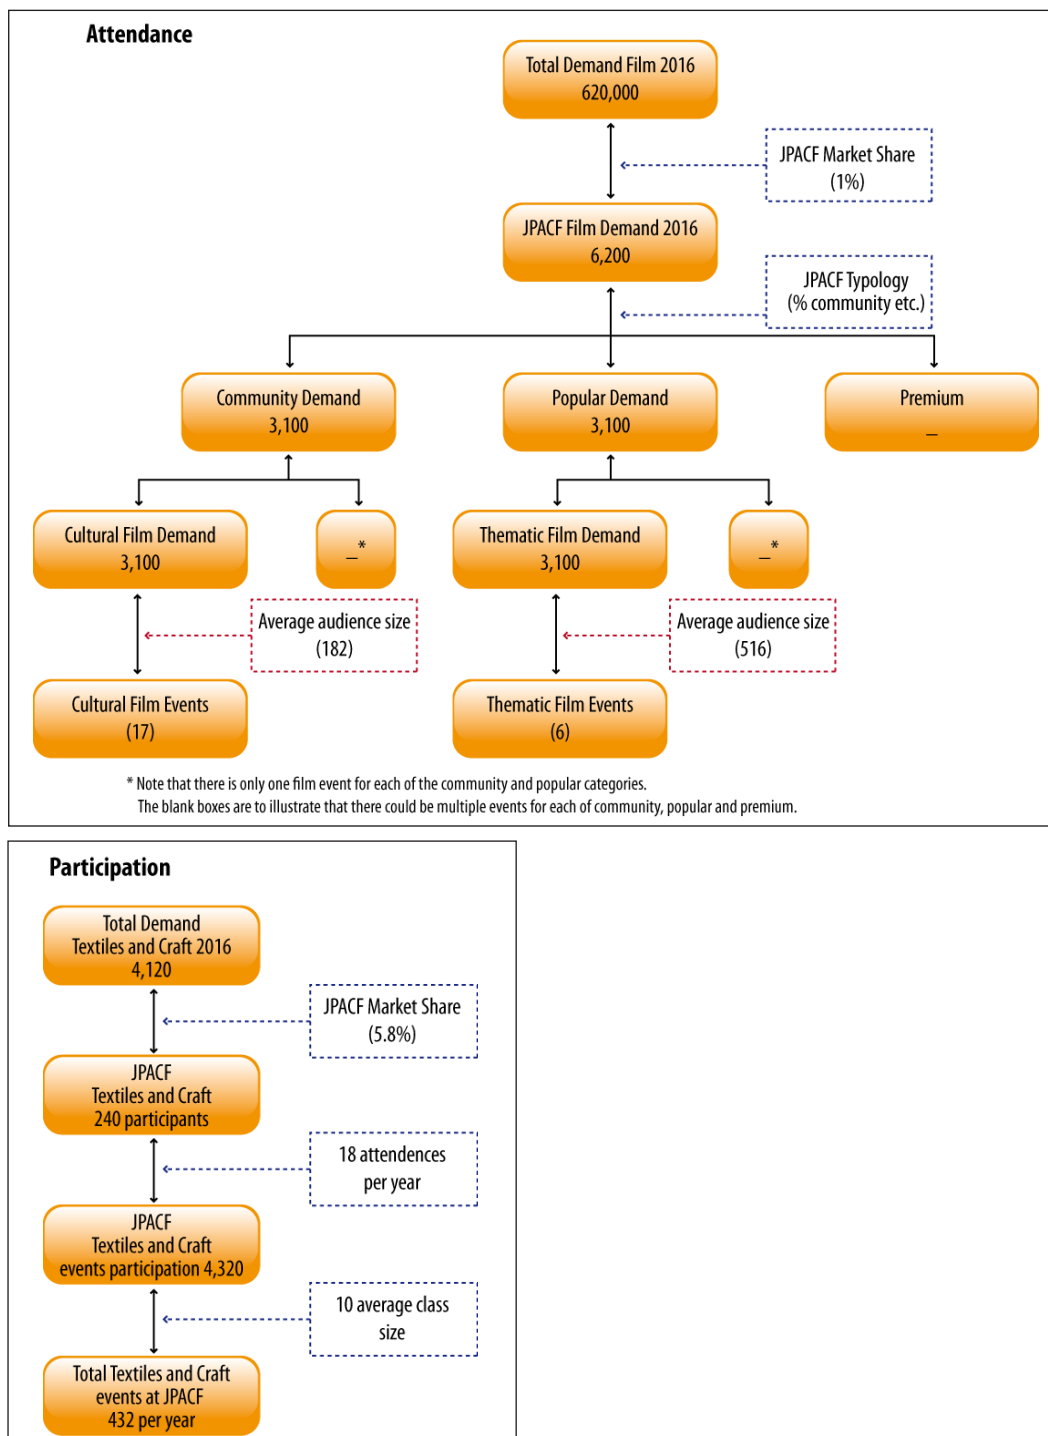 Attendance
Total Demand Film 2016
620,000
JPACF Market Share
(1%)
JPACF Film Demand 2016
6,200
JPACF Typology
(% community etc.)
Community Demand
3,100
Popular Demand
3,100
Premium
–
Cultural Film Demand
3,100
–*
Thematic Film Demand
3,100
–*
Average audience size
(182)
Average audience size
(516)
Cultural Film Events
(17)
Thematic Film Events
(6)
* Note that there is only one film event for each of the community and popular categories.
The blank boxes are to illustrate that there could be multiple events for each of community, popular and premium.
Participation
Total Demand
Textiles and Craft 2016
4,120
JPACF Market Share
(5.8%)
JPACF
Textiles and Craft
240 participants
18 attendences
per year
JPACF
Textiles and Craft
events participation 4,320
10 average class
size
Total Textiles and Craft
events at JPACF
432 per year